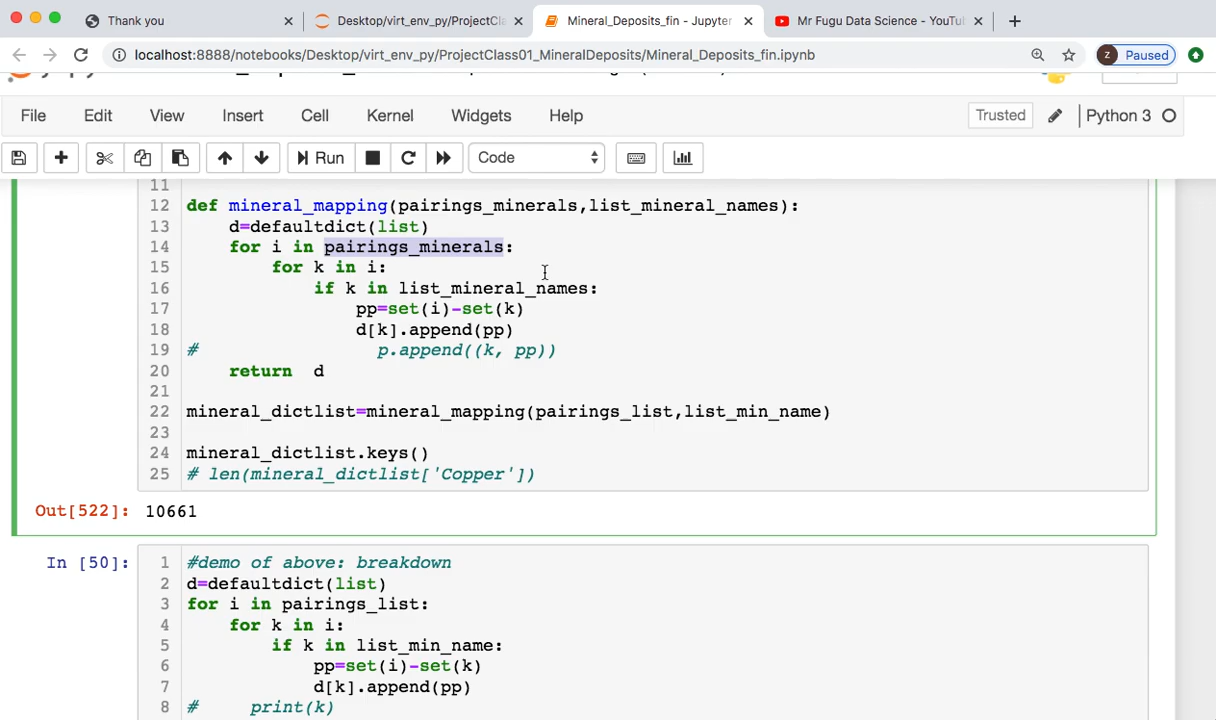 Thank you
Desktop/virt_env_py/ProjectCla
Mineral_Deposits_fin - Jupyter
Mr Fugu Data Science - YouTu
localhost:8888/notebooks/Desktop/virt_env_py/ProjectClass01_MineralDeposits/Mineral_Deposits_fin.ipynb
z Paused
File Edit View Insert Cell Kernel Widgets Help
Trusted
Python 3
Run
Code
11
12 def mineral_mapping(pairings_minerals,list_mineral_names):
13 d=defaultdict(list)
14 for i in pairings_minerals:
15 for k in i:
16 if k in list_mineral_names:
17 pp=set(i)-set(k)
18 d[k].append(pp)
19 # p.append((k, pp))
20 return d
21
22 mineral_dictlist=mineral_mapping(pairings_list,list_min_name)
23
24 mineral_dictlist.keys()
25 # len(mineral_dictlist['Copper'])
Out[522]: 10661
In [50]:
1 #demo of above: breakdown
2 d=defaultdict(list)
3 for i in pairings_list:
4 for k in i:
5 if k in list_min_name:
6 pp=set(i)-set(k)
7 d[k].append(pp)
8 # print(k)